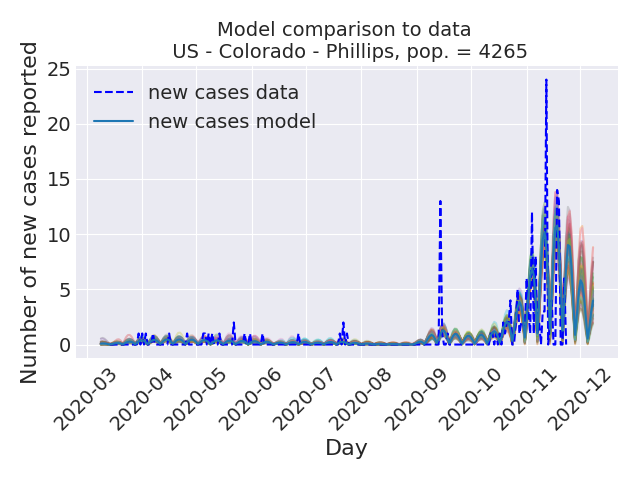 Model comparison to data
US - Colorado - Phillips, pop. = 4265
Number of new cases reported
25
20
15
10
5
0
new cases data
new cases model
2020-03
2020-04
2020-05
2020-06
2020-07
2020-08
2020-09
2020-10
2020-11
2020-12
Day